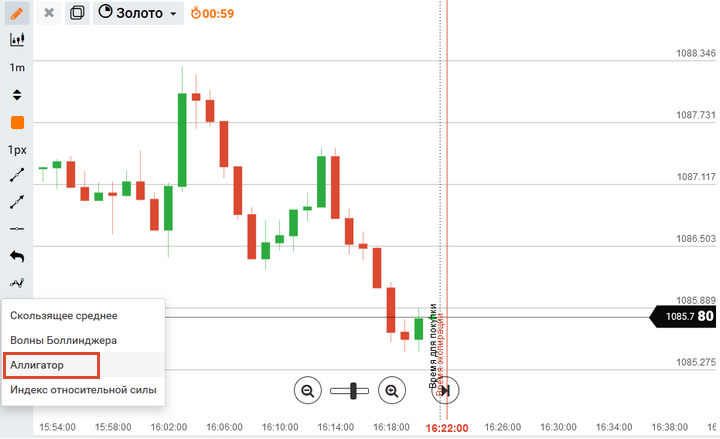 Золото
00:59
1m
1px
1088.346
1087.731
1087.117
1086.503
1085.889
1085.7 80
1085.275
Время для покупки
Время экспирации
Скользящее среднее
Волны Боллинджера
Аллигатор
Индекс относительной силы
15:54:00 15:58:00 16:02:00 16:06:00 16:10:00 16:14:00 16:18:00 16:22:00 16:26:00 16:30:00 16:34:00 16:38:00